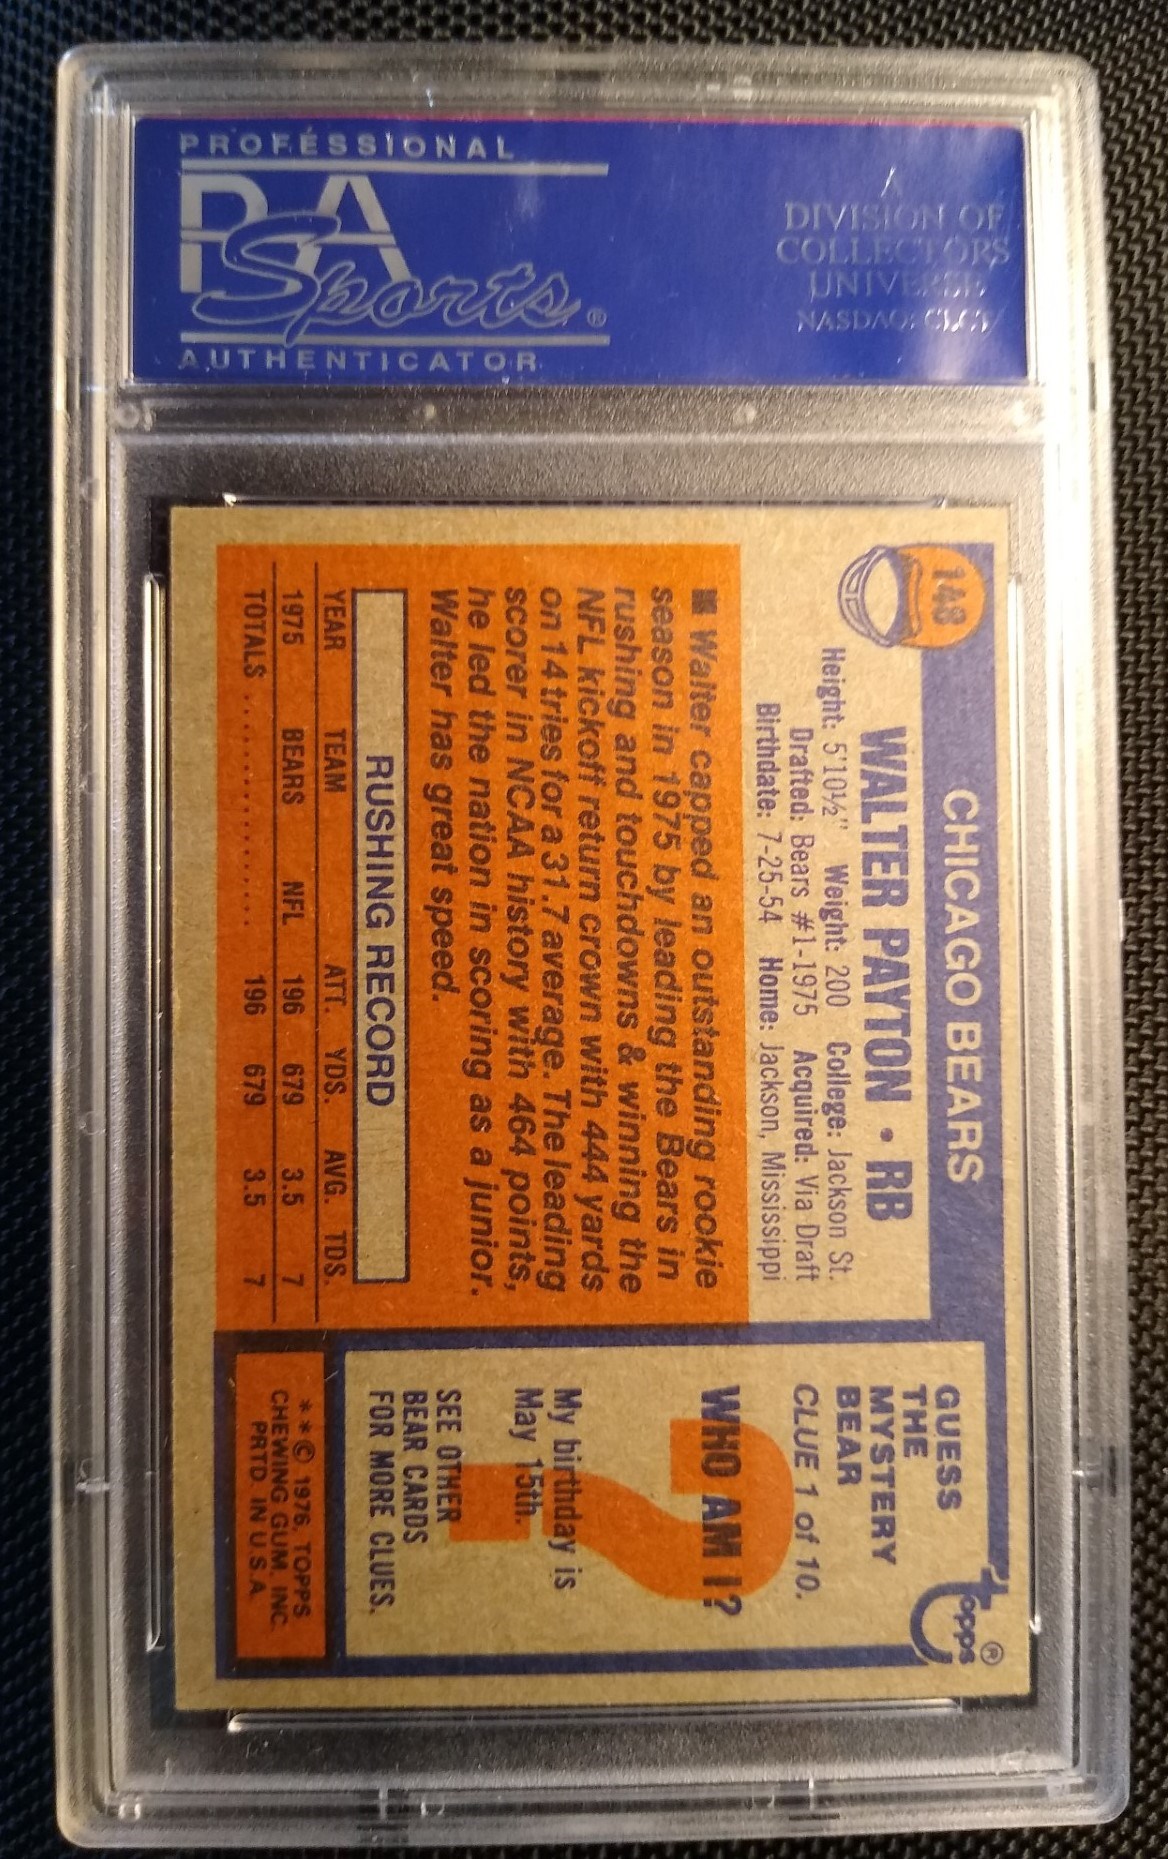 PROFESSIONAL
PSA
Sports®
AUTHENTICATOR
A
DIVISION OF
COLLECTORS
UNIVERSE
NASDAQ: CLCT
148
CHICAGO BEARS
WALTER PAYTON • RB
Height: 5'10½" Weight: 200 College: Jackson St.
Drafted: Bears #1-1975 Acquired: Via Draft
Birthdate: 7-25-54 Home: Jackson, Mississippi
■ Walter capped an outstanding rookie
season in 1975 by leading the Bears in
rushing and touchdowns & winning the
NFL kickoff return crown with 444 yards
on 14 tries for a 31.7 average. The leading
scorer in NCAA history with 464 points,
he led the nation in scoring as a junior.
Walter has great speed.
RUSHING RECORD
YEAR TEAM ATT. YDS. AVG. TDS.
1975 BEARS NFL 196 679 3.5 7
TOTALS .................... 196 679 3.5 7
Topps®
GUESS
THE
MYSTERY
BEAR
CLUE 1 of 10.
WHO AM I?
?
My birthday is
May 15th.
SEE OTHER
BEAR CARDS
FOR MORE CLUES.
**© 1976, TOPPS
CHEWING GUM, INC.
PRTD. IN U S A.